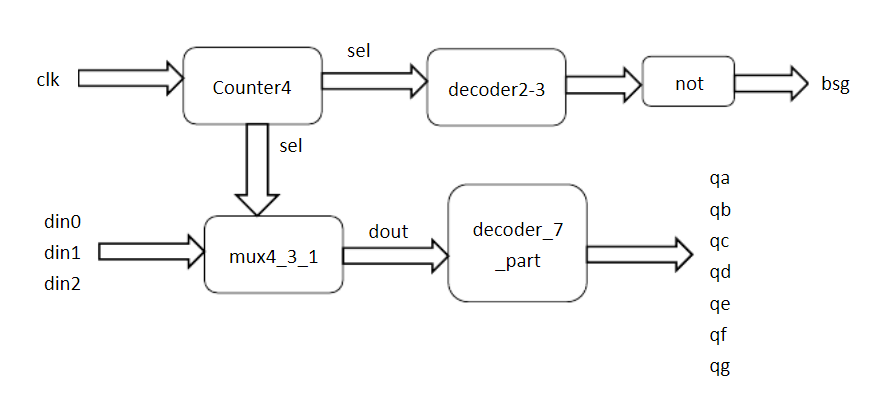 sel
clk
Counter4
decoder2-3
not
bsg
sel
din0
din1
din2
mux4_3_1
dout
decoder_7
_part
qa
qb
qc
qd
qe
qf
qg